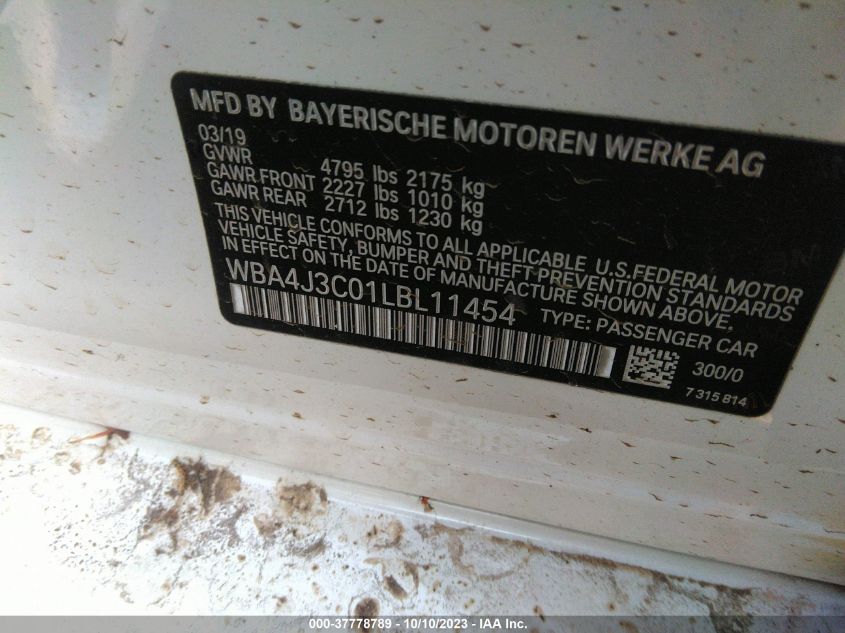 MFD BY BAYERISCHE MOTOREN WERKE AG
03/19
GVWR 4795 lbs 2175 kg
GAWR FRONT 2227 lbs 1010 kg
GAWR REAR 2712 lbs 1230 kg
THIS VEHICLE CONFORMS TO ALL APPLICABLE U.S.FEDERAL MOTOR
VEHICLE SAFETY, BUMPER AND THEFT PREVENTION STANDARDS
IN EFFECT ON THE DATE OF MANUFACTURE SHOWN ABOVE.
WBA4J3C01LBL11454 TYPE: PASSENGER CAR
300/0
7 315 814
000-37778789 - 10/10/2023 - IAA Inc.